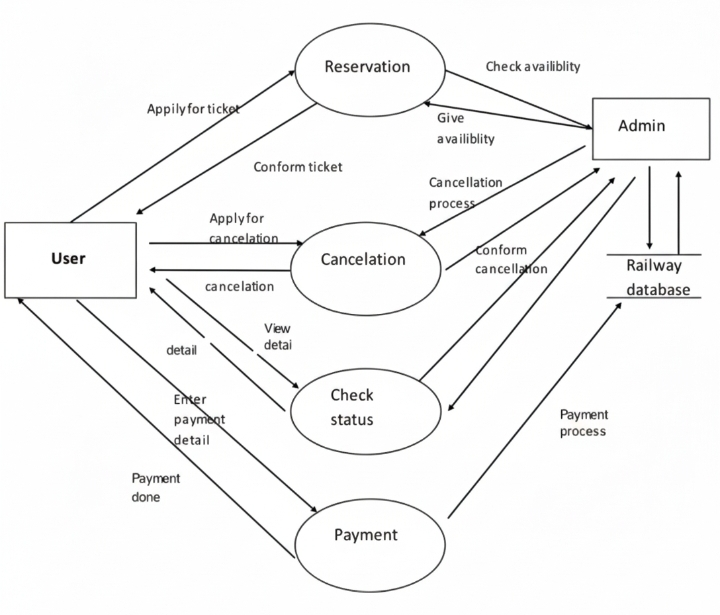 Reservation
Check availiblity
Appily for ticket
Give
availiblity
Admin
Conform ticket
Cancellation
process
Apply for
cancelation
User
Cancelation
Conform
cancellation
Railway
database
cancelation
View
detai
detail
Check
status
Enter
payment
detail
Payment
process
Payment
done
Payment